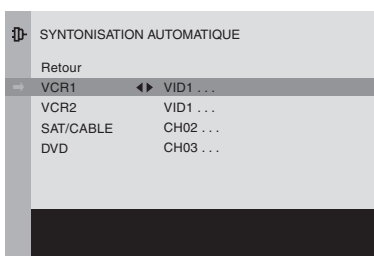 SYNTONISATION AUTOMATIQUE
Retour
VCR1 VID1 . . .
VCR2 VID1 . . .
SAT/CABLE CH02 . . .
DVD CH03 . . .